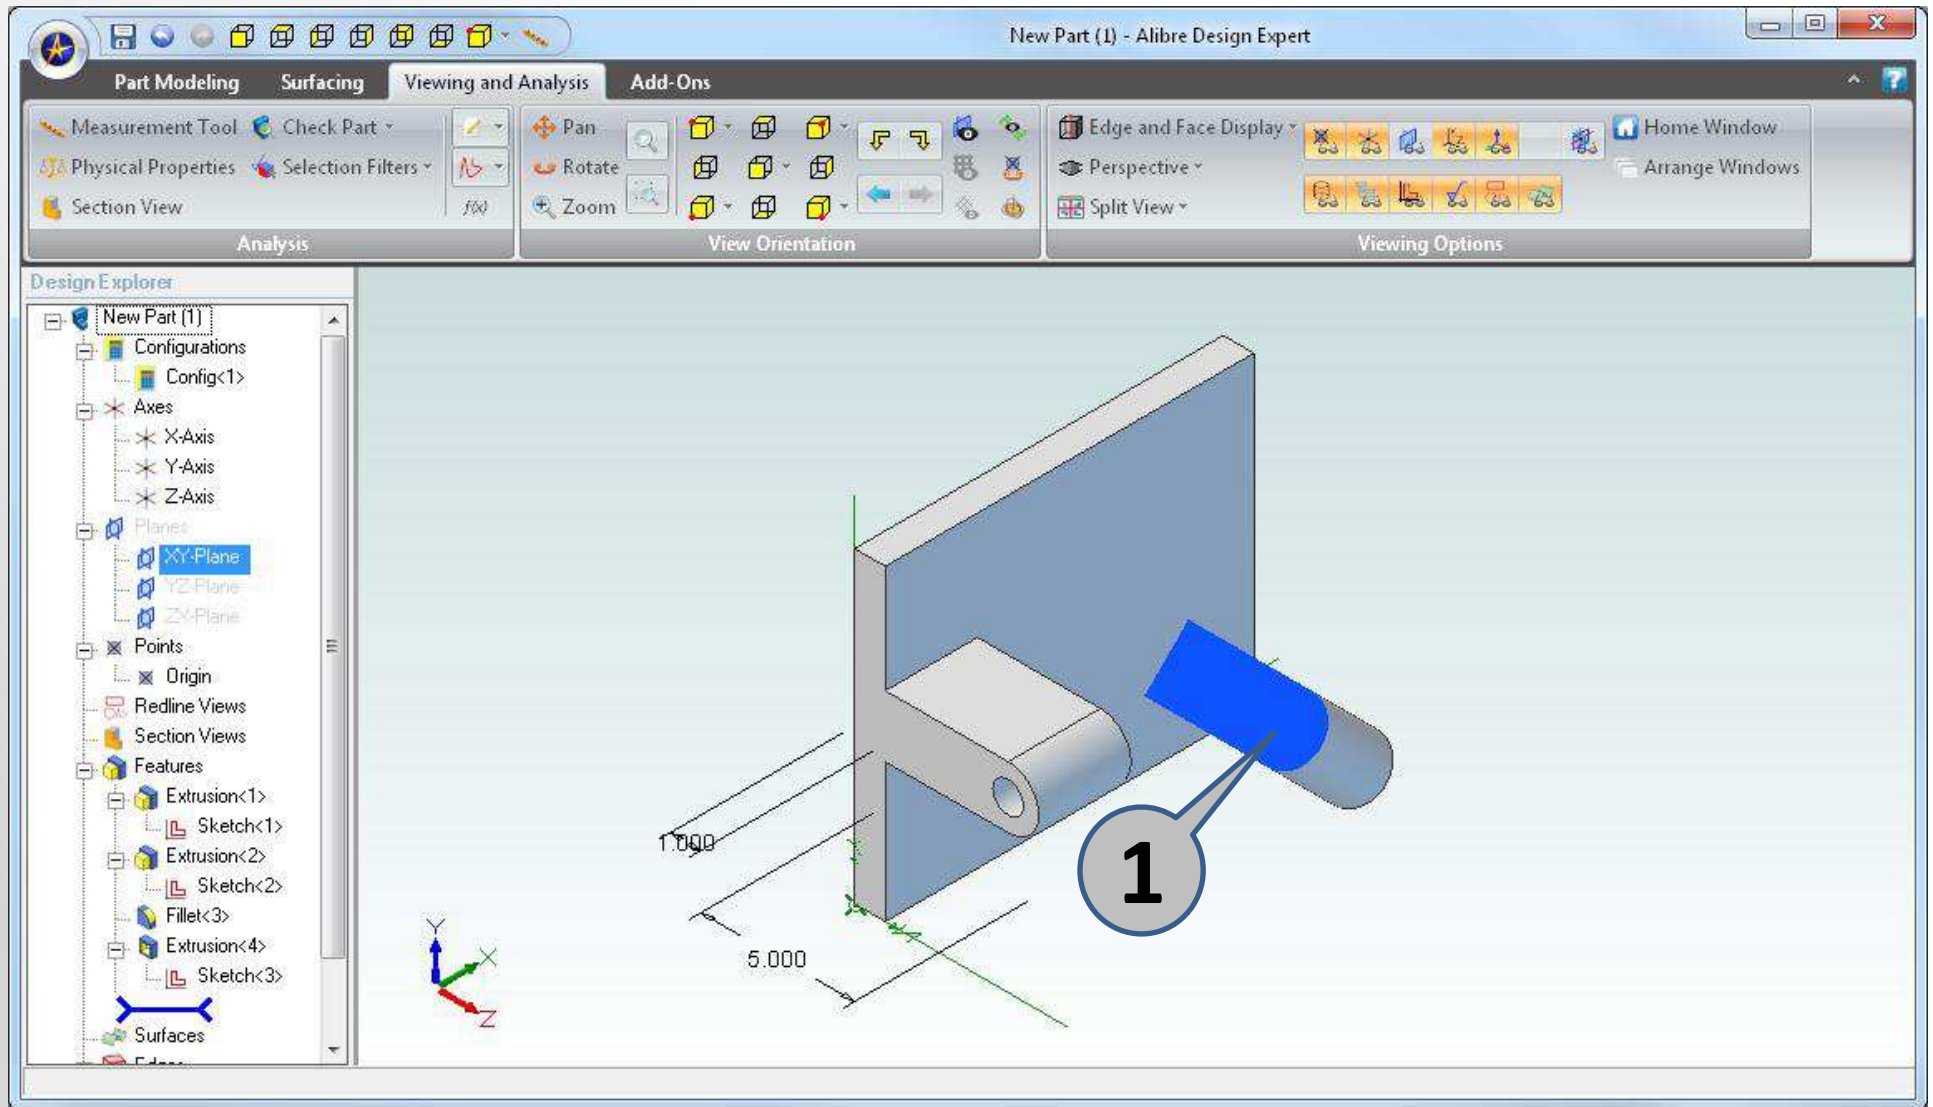 New Part (1) - Alibre Design Expert
Part Modeling Surfacing Viewing and Analysis Add-Ons
Measurement Tool Check Part Pan Edge and Face Display Home Window
Physical Properties Selection Filters Rotate Perspective Arrange Windows
Section View f(x) Zoom Split View
Analysis View Orientation Viewing Options
Design Explorer
New Part (1)
Configurations
Config<1>
Axes
X-Axis
Y-Axis
Z-Axis
Planes
XY-Plane
YZ-Plane
ZX-Plane
Points
Origin
Redline Views
Section Views
Features
Extrusion<1>
Sketch<1>
Extrusion<2>
Sketch<2>
Fillet<3>
Extrusion<4>
Sketch<3>
Surfaces
1.000
5.000
1
Y
X
Z